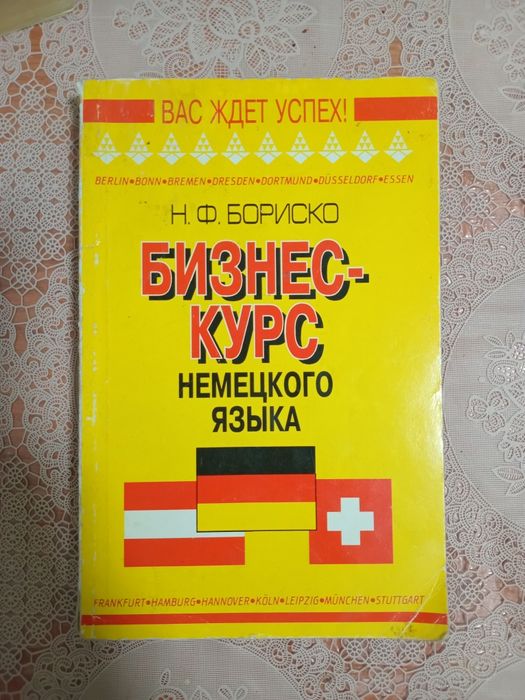 ВАС ЖДЕТ УСПЕХ!
BERLIN•BONN•BREMEN•DRESDEN•DORTMUND•DÜSSELDORF•ESSEN
Н. Ф. БОРИСКО
БИЗНЕС-
КУРС
НЕМЕЦКОГО
ЯЗЫКА
FRANKFURT•HAMBURG•HANNOVER•KÖLN•LEIPZIG•MÜNCHEN•STUTTGART